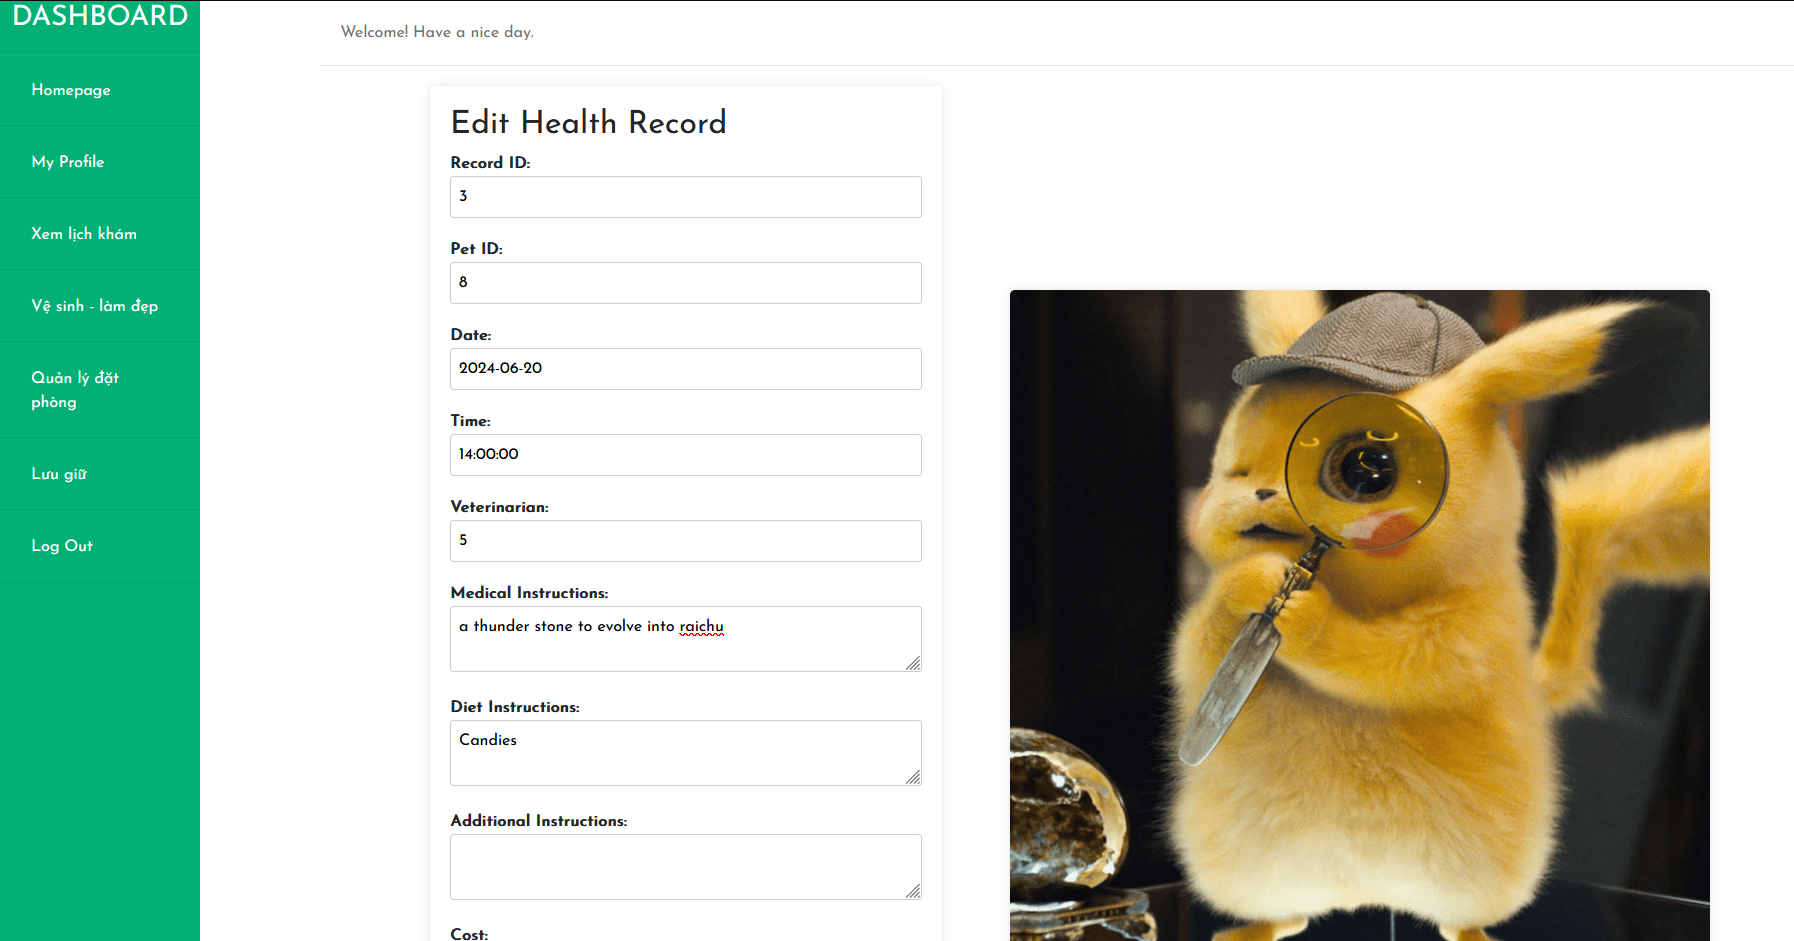 DASHBOARD
Homepage
My Profile
Xem lịch khám
Vệ sinh - làm đẹp
Quản lý đặt
phòng
Lưu giữ
Log Out
Welcome! Have a nice day.
Edit Health Record
Record ID:
3
Pet ID:
8
Date:
2024-06-20
Time:
14:00:00
Veterinarian:
5
Medical Instructions:
a thunder stone to evolve into raichu
Diet Instructions:
Candies
Additional Instructions:
Cost: